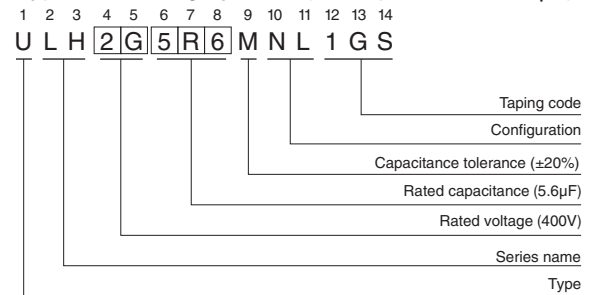 1 2 3 4 5 6 7 8 9 10 11 12 13 14
U L H 2 G 5 R 6 M N L 1 G S
Taping code
Configuration
Capacitance tolerance (±20%)
Rated capacitance (5.6µF)
Rated voltage (400V)
Series name
Type